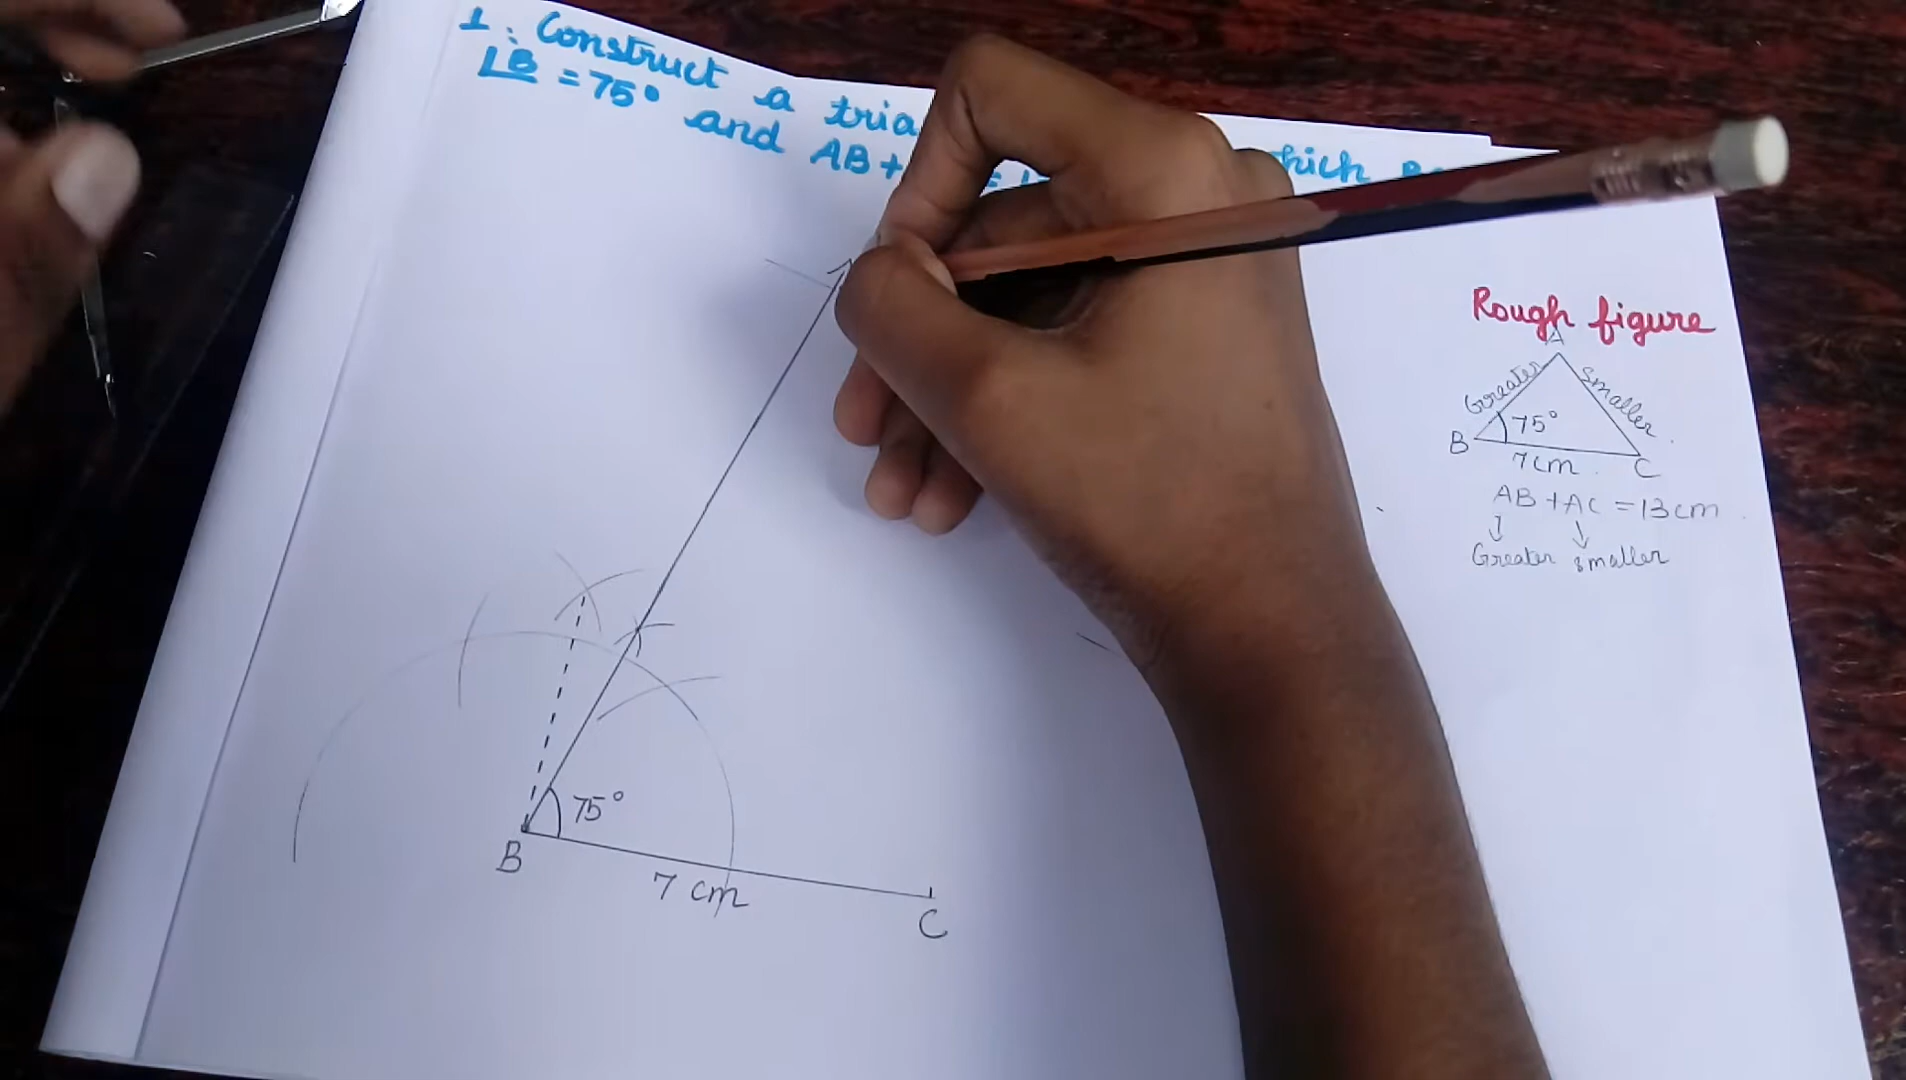 1. Construct a tria hich
∠B = 75° and AB+ =
Rough figure
A
Greater
Smaller
75°
B
7cm
C
AB + AC = 13cm
Greater smaller
75°
B
7 cm
C